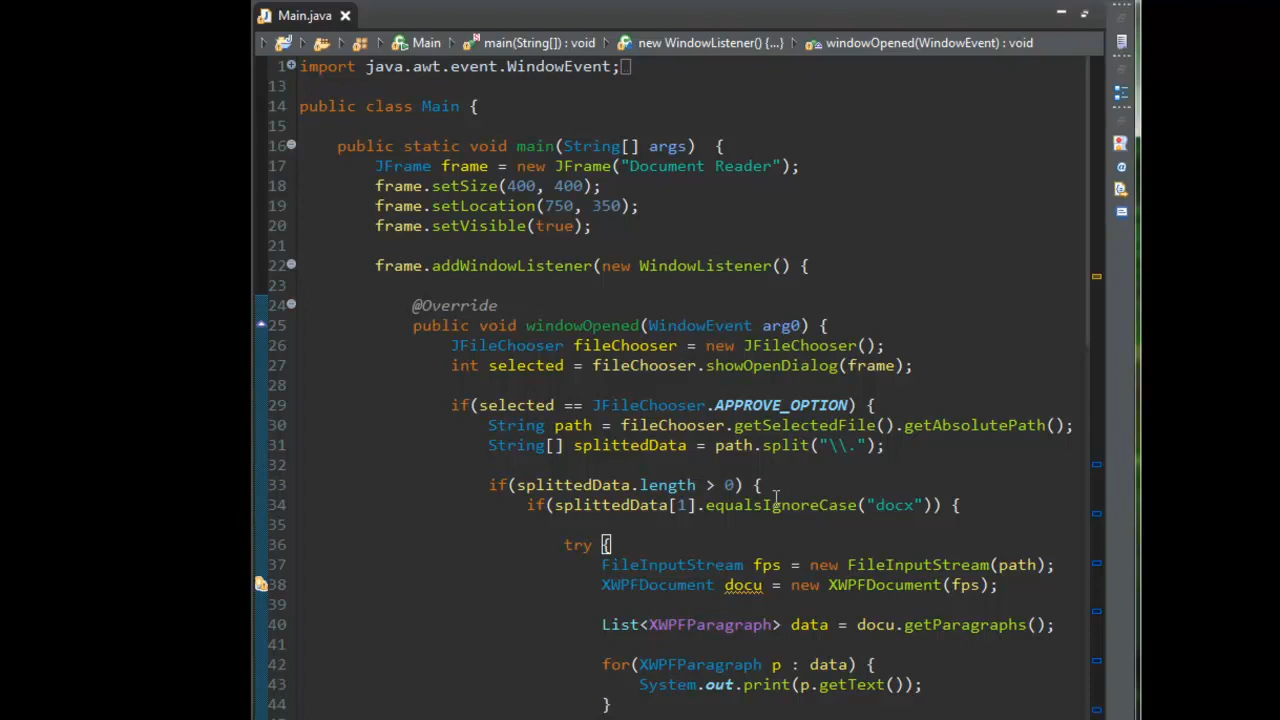 Main.java
Main main(String[]) : void new WindowListener() {...} windowOpened(WindowEvent) : void
1 import java.awt.event.WindowEvent;
13
14 public class Main {
15
16 public static void main(String[] args) {
17 JFrame frame = new JFrame("Document Reader");
18 frame.setSize(400, 400);
19 frame.setLocation(750, 350);
20 frame.setVisible(true);
21
22 frame.addWindowListener(new WindowListener() {
23
24 @Override
25 public void windowOpened(WindowEvent arg0) {
26 JFileChooser fileChooser = new JFileChooser();
27 int selected = fileChooser.showOpenDialog(frame);
28
29 if(selected == JFileChooser.APPROVE_OPTION) {
30 String path = fileChooser.getSelectedFile().getAbsolutePath();
31 String[] splittedData = path.split("\\.");
32
33 if(splittedData.length > 0) {
34 if(splittedData[1].equalsIgnoreCase("docx")) {
35
36 try {
37 FileInputStream fps = new FileInputStream(path);
38 XWPFDocument docu = new XWPFDocument(fps);
39
40 List<XWPFParagraph> data = docu.getParagraphs();
41
42 for(XWPFParagraph p : data) {
43 System.out.print(p.getText());
44 }